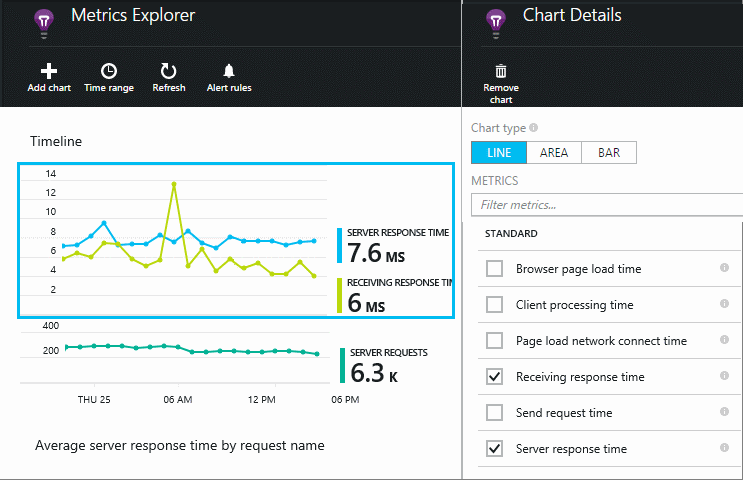 Metrics Explorer
Add chart
Time range
Refresh
Alert rules
Timeline
14
12
10
8
6
4
2
SERVER RESPONSE TIME
7.6 MS
RECEIVING RESPONSE TIM
6 MS
400
200
SERVER REQUESTS
6.3 K
THU 25
06 AM
12 PM
06 PM
Average server response time by request name
Chart Details
Remove
chart
Chart type
LINE
AREA
BAR
METRICS
Filter metrics...
STANDARD
Browser page load time
Client processing time
Page load network connect time
Receiving response time
Send request time
Server response time